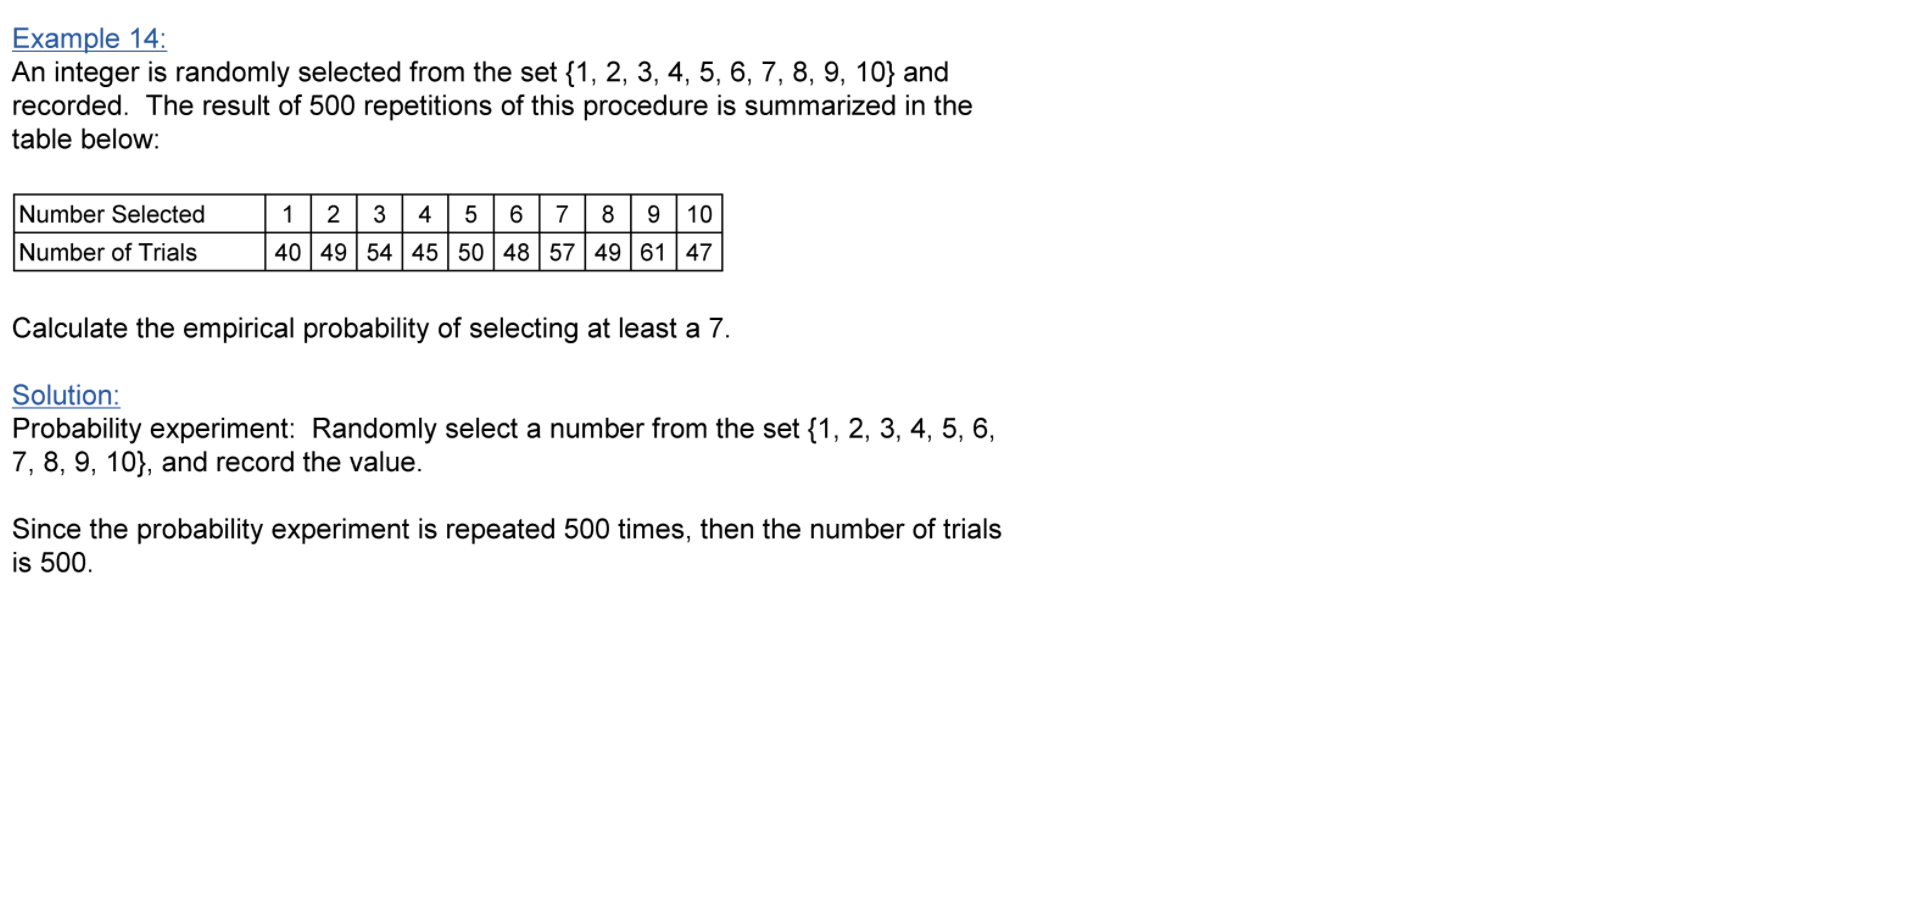 Example 14:
An integer is randomly selected from the set {1, 2, 3, 4, 5, 6, 7, 8, 9, 10} and
recorded.  The result of 500 repetitions of this procedure is summarized in the
table below:
Number Selected 1 2 3 4 5 6 7 8 9 10
Number of Trials 40 49 54 45 50 48 57 49 61 47
Calculate the empirical probability of selecting at least a 7.
Solution:
Probability experiment:  Randomly select a number from the set {1, 2, 3, 4, 5, 6,
7, 8, 9, 10}, and record the value.
Since the probability experiment is repeated 500 times, then the number of trials
is 500.